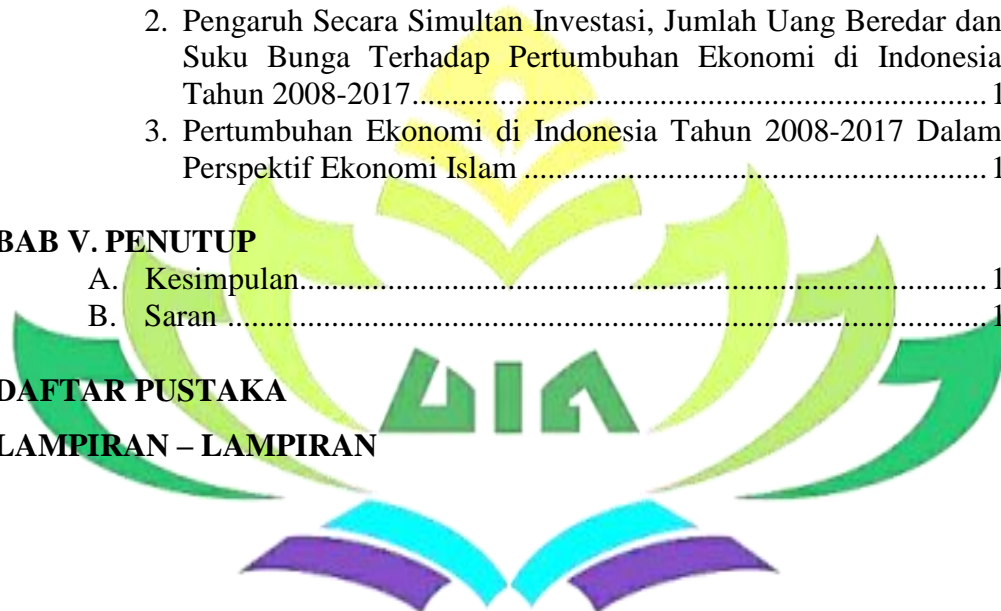 2. Pengaruh Secara Simultan Investasi, Jumlah Uang Beredar dan
Suku Bunga Terhadap Pertumbuhan Ekonomi di Indonesia
Tahun 2008-2017.......................................................... 1
3. Pertumbuhan Ekonomi di Indonesia Tahun 2008-2017 Dalam
Perspektif Ekonomi Islam ............................................... 1
BAB V. PENUTUP
A. Kesimpulan..................................................................... 1
B. Saran ............................................................................. 1
DAFTAR PUSTAKA
LAMPIRAN – LAMPIRAN
UIN